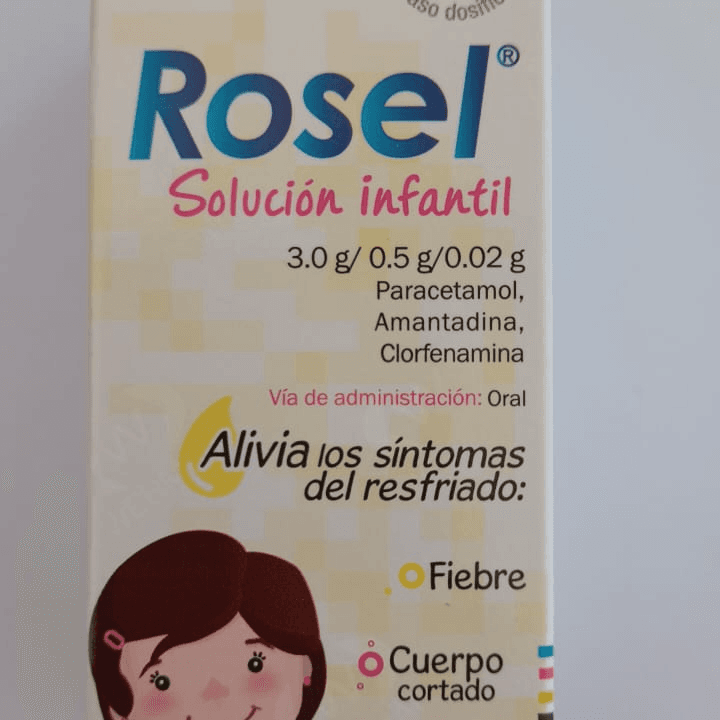 Rosel®
Solución infantil
3.0 g/ 0.5 g/0.02 g
Paracetamol,
Amantadina,
Clorfenamina
Vía de administración: Oral
Alivia los síntomas
del resfriado:
Fiebre
Cuerpo
cortado